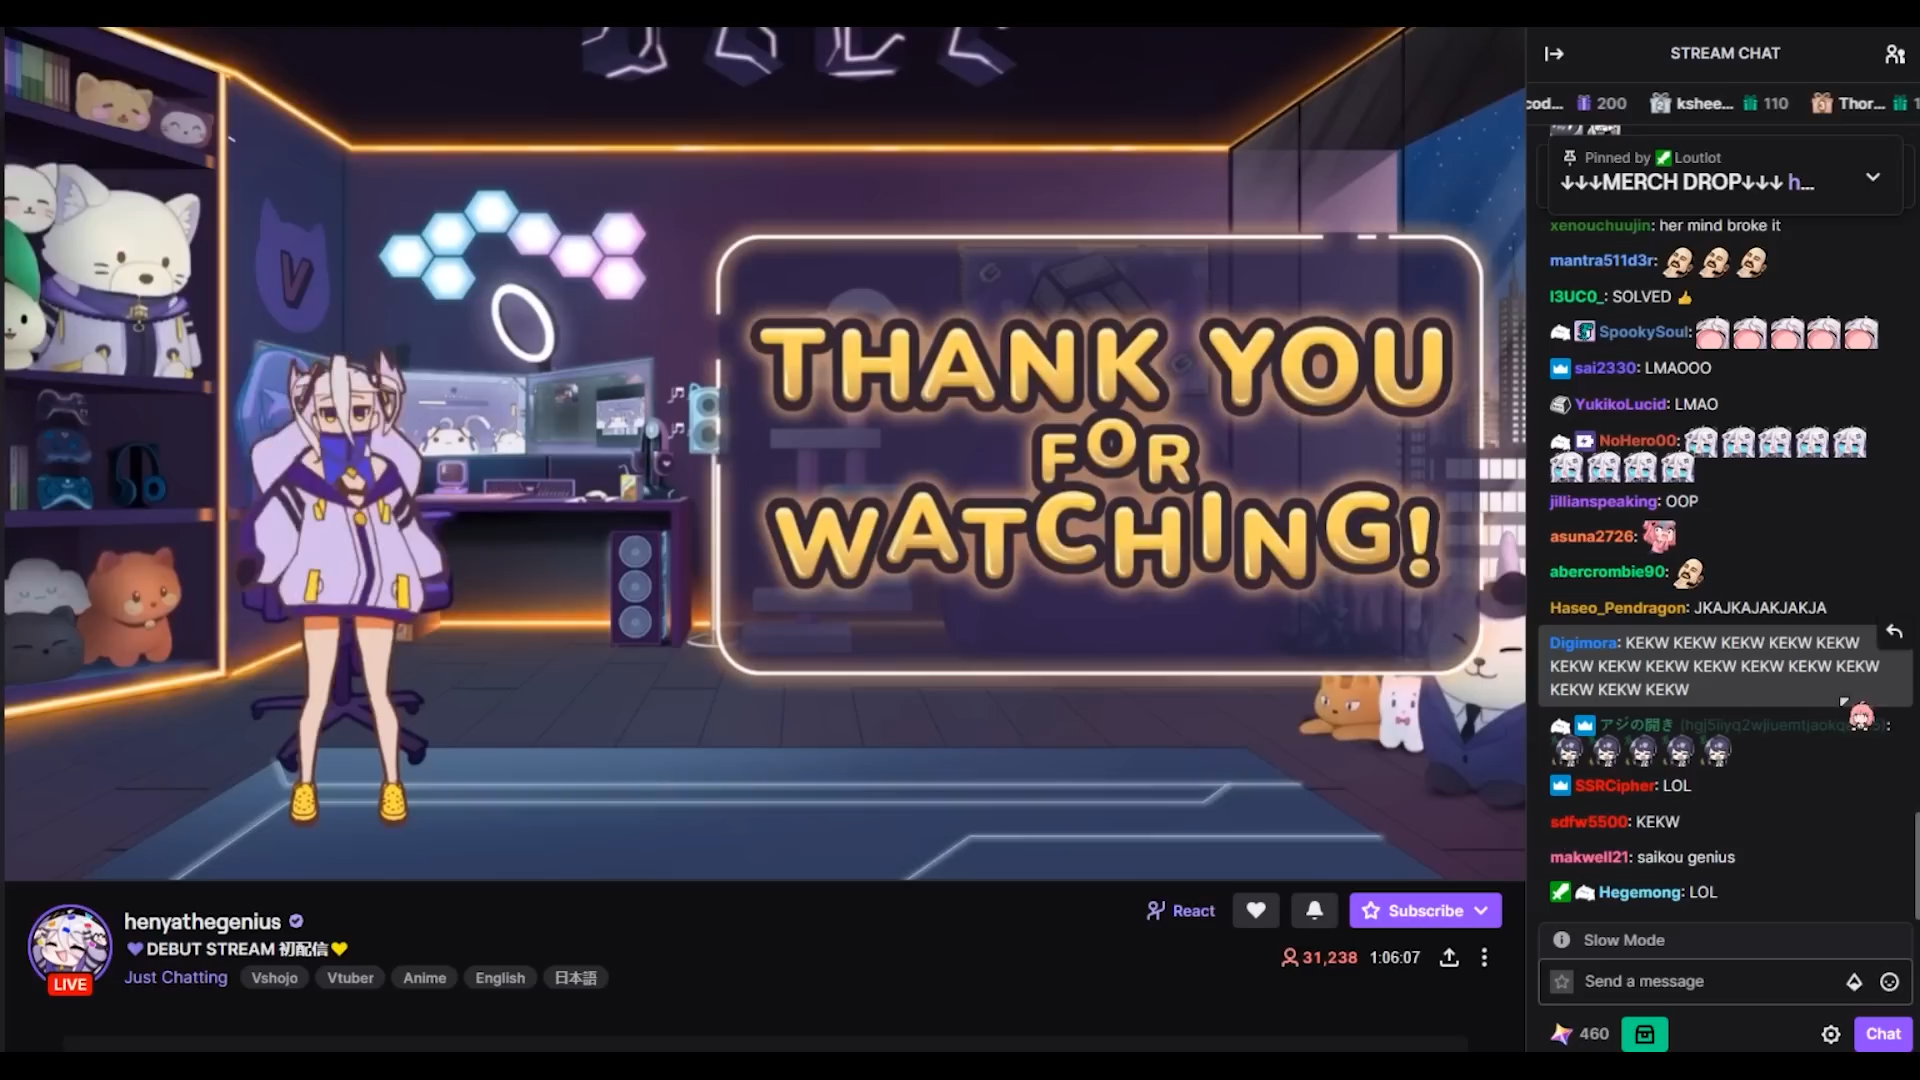 V
THANK YOU
FOR
WATCHING!
henyathegenius
💜DEBUT STREAM 初配信💛
Just Chatting
Vshojo
Vtuber
Anime
English
日本語
LIVE
React
Subscribe
31,238
1:06:07
STREAM CHAT
cod... 200
kshee... 110
Thor...
Pinned by Loutlot
↓↓↓MERCH DROP↓↓↓ h...
xenouchuujin: her mind broke it
mantra511d3r:
I3UC0_: SOLVED 👍
SpookySoul:
sai2330: LMAOOO
YukikoLucid: LMAO
NoHero00:
jillianspeaking: OOP
asuna2726:
abercrombie90:
Haseo_Pendragon: JKAJKAJAKJAKJA
Digimora: KEKW KEKW KEKW KEKW KEKW
KEKW KEKW KEKW KEKW KEKW KEKW KEKW
KEKW KEKW KEKW
アジの開き
SSRCipher: LOL
sdfw5500: KEKW
makwell21: saikou genius
Hegemong: LOL
Slow Mode
Send a message
460
Chat